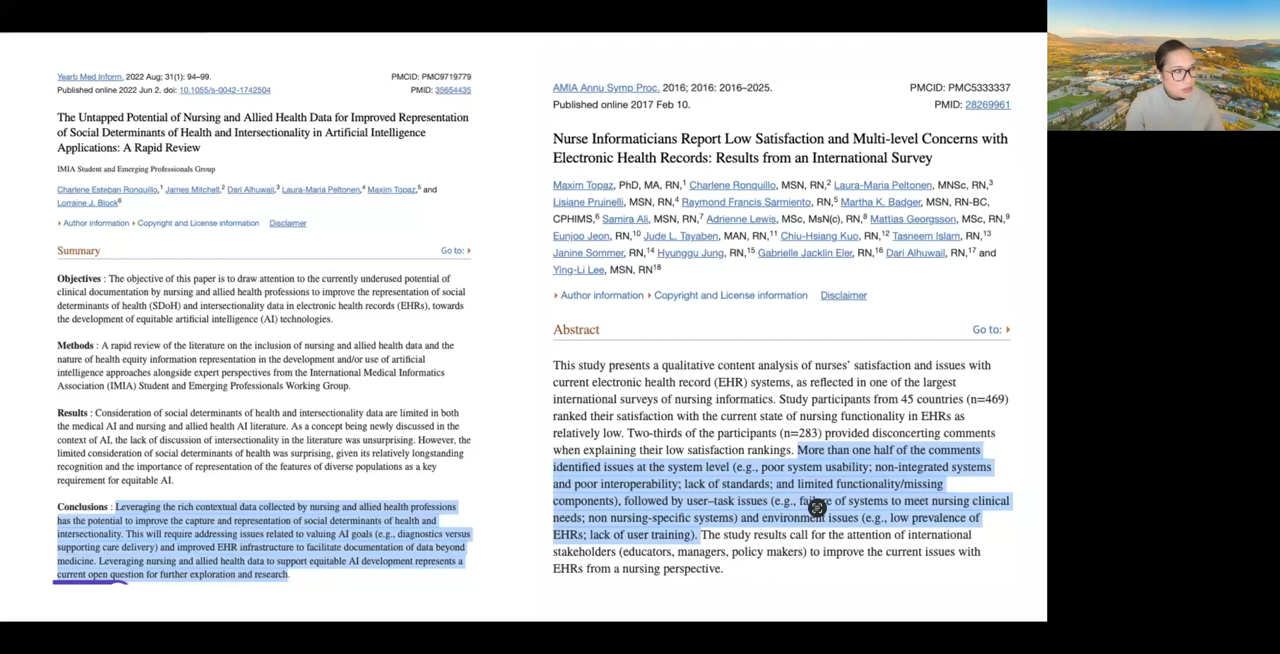 Yearb Med Inform. 2022 Aug; 31(1): 94–99.
PMCID: PMC9719779
Published online 2022 Jun 2. doi: 10.1055/s-0042-1742504
PMID: 35654435
The Untapped Potential of Nursing and Allied Health Data for Improved Representation
of Social Determinants of Health and Intersectionality in Artificial Intelligence
Applications: A Rapid Review
IMIA Student and Emerging Professionals Group
Charlene Esteban Ronquillo,1 James Mitchell,2 Dari Alhuwail,3 Laura-Maria Peltonen,4 Maxim Topaz,5 and
Lorraine J. Block6
▸ Author information ▸ Copyright and License information Disclaimer
Summary
Go to: ▸
Objectives : The objective of this paper is to draw attention to the currently underused potential of
clinical documentation by nursing and allied health professions to improve the representation of social
determinants of health (SDoH) and intersectionality data in electronic health records (EHRs), towards
the development of equitable artificial intelligence (AI) technologies.
Methods : A rapid review of the literature on the inclusion of nursing and allied health data and the
nature of health equity information representation in the development and/or use of artificial
intelligence approaches alongside expert perspectives from the International Medical Informatics
Association (IMIA) Student and Emerging Professionals Working Group.
Results : Consideration of social determinants of health and intersectionality data are limited in both
the medical AI and nursing and allied health AI literature. As a concept being newly discussed in the
context of AI, the lack of discussion of intersectionality in the literature was unsurprising. However, the
limited consideration of social determinants of health was surprising, given its relatively longstanding
recognition and the importance of representation of the features of diverse populations as a key
requirement for equitable AI.
Conclusions : Leveraging the rich contextual data collected by nursing and allied health professions
has the potential to improve the capture and representation of social determinants of health and
intersectionality. This will require addressing issues related to valuing AI goals (e.g., diagnostics versus
supporting care delivery) and improved EHR infrastructure to facilitate documentation of data beyond
medicine. Leveraging nursing and allied health data to support equitable AI development represents a
current open question for further exploration and research.
AMIA Annu Symp Proc. 2016; 2016: 2016–2025.
PMCID: PMC5333337
Published online 2017 Feb 10.
PMID: 28269961
Nurse Informaticians Report Low Satisfaction and Multi-level Concerns with
Electronic Health Records: Results from an International Survey
Maxim Topaz, PhD, MA, RN,1 Charlene Ronquillo, MSN, RN,2 Laura-Maria Peltonen, MNSc, RN,3
Lisiane Pruinelli, MSN, RN,4 Raymond Francis Sarmiento, RN,5 Martha K. Badger, MSN, RN-BC,
CPHIMS,6 Samira Ali, MSN, RN,7 Adrienne Lewis, MSc, MsN(c), RN,8 Mattias Georgsson, MSc, RN,9
Eunjoo Jeon, RN,10 Jude L. Tayaben, MAN, RN,11 Chiu-Hsiang Kuo, RN,12 Tasneem Islam, RN,13
Janine Sommer, RN,14 Hyunggu Jung, RN,15 Gabrielle Jacklin Eler, RN,16 Dari Alhuwail, RN,17 and
Ying-Li Lee, MSN, RN18
▸ Author information ▸ Copyright and License information Disclaimer
Abstract
Go to: ▸
This study presents a qualitative content analysis of nurses' satisfaction and issues with
current electronic health record (EHR) systems, as reflected in one of the largest
international surveys of nursing informatics. Study participants from 45 countries (n=469)
ranked their satisfaction with the current state of nursing functionality in EHRs as
relatively low. Two-thirds of the participants (n=283) provided disconcerting comments
when explaining their low satisfaction rankings. More than one half of the comments
identified issues at the system level (e.g., poor system usability; non-integrated systems
and poor interoperability; lack of standards; and limited functionality/missing
components), followed by user–task issues (e.g., failure of systems to meet nursing clinical
needs; non nursing-specific systems) and environment issues (e.g., low prevalence of
EHRs; lack of user training). The study results call for the attention of international
stakeholders (educators, managers, policy makers) to improve the current issues with
EHRs from a nursing perspective.